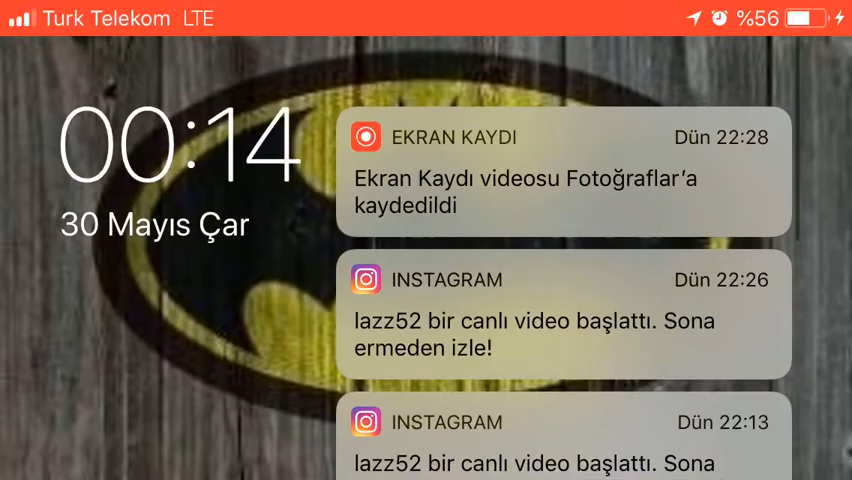 Turk Telekom LTE %56
00:14
30 Mayıs Çar
EKRAN KAYDI Dün 22:28
Ekran Kaydı videosu Fotoğraflar’a
kaydedildi
INSTAGRAM Dün 22:26
lazz52 bir canlı video başlattı. Sona
ermeden izle!
INSTAGRAM Dün 22:13
lazz52 bir canlı video başlattı. Sona